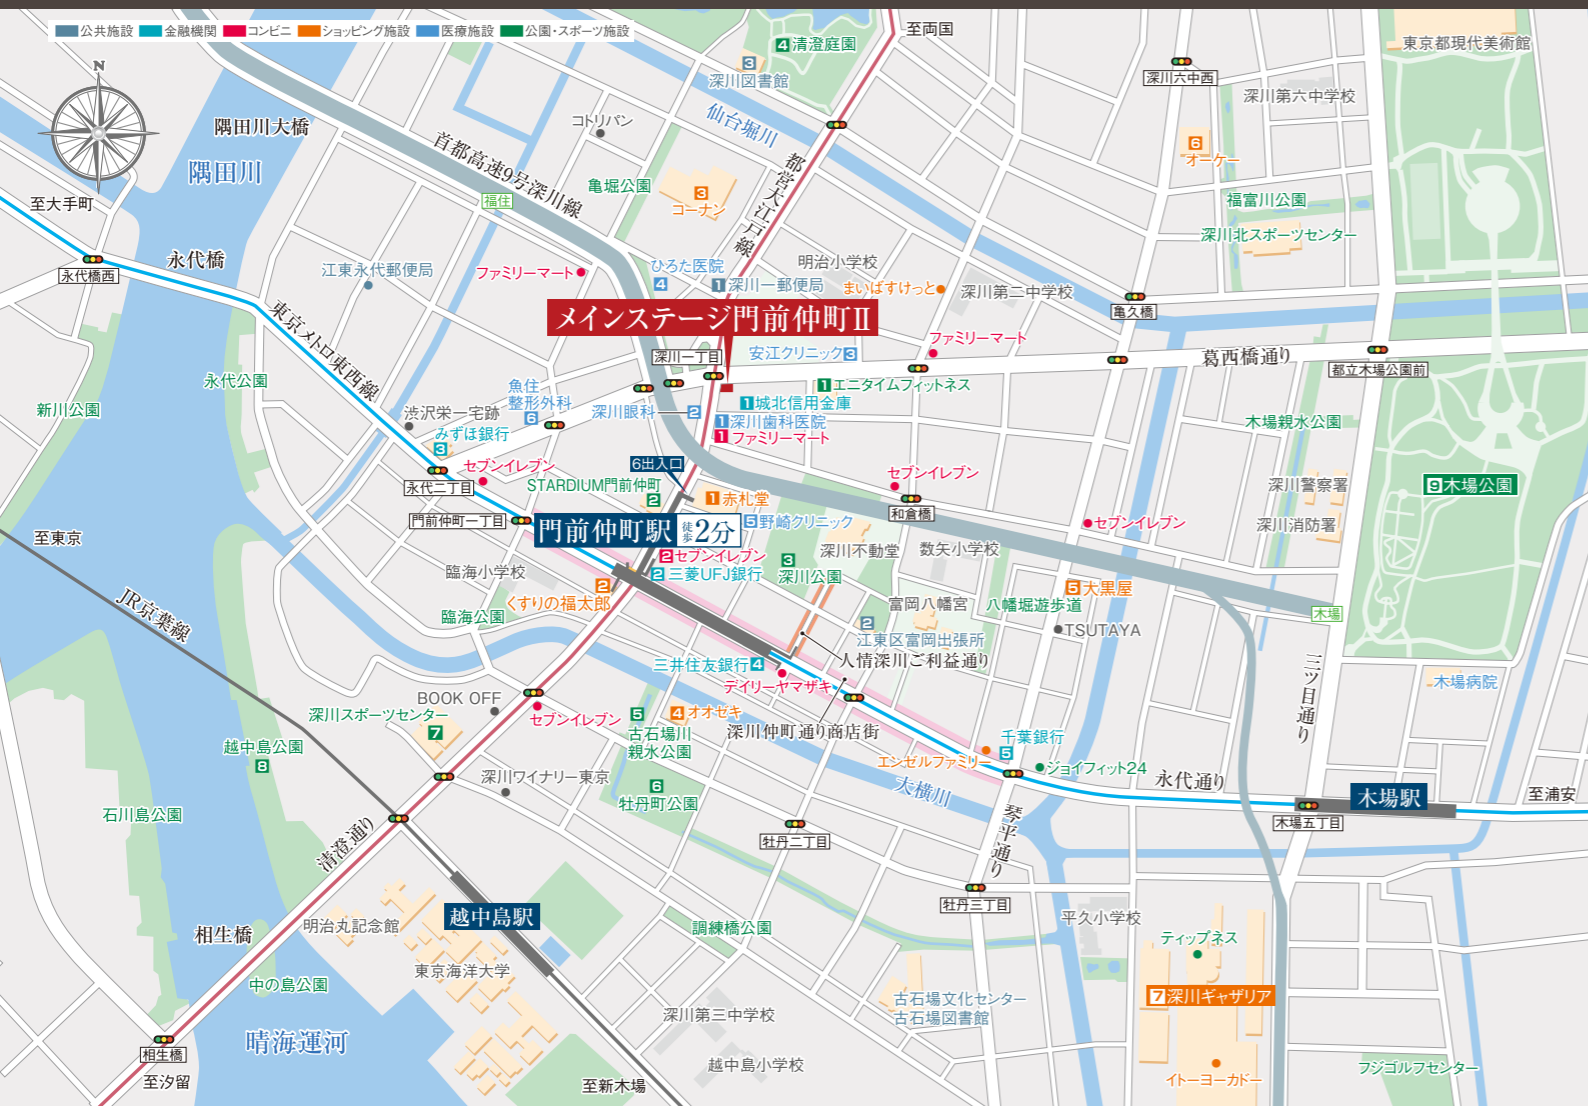 公共施設 金融機関 コンビニ ショッピング施設 医療施設 公園・スポーツ施設
N
至両国
4 清澄庭園
3
深川図書館
東京都現代美術館
深川六中西
深川第六中学校
隅田川大橋
隅田川
コトリパン
仙台堀川
首都高速9号深川線
都営大江戸線
6
オーケー
至大手町
福住
亀堀公園
3
コーナン
福富川公園
深川北スポーツセンター
永代橋
永代橋西
江東永代郵便局
ファミリーマート
ひろた医院
4
明治小学校
1 深川一郵便局
まいばすけっと
深川第二中学校
亀久橋
メインステージ門前仲町Ⅱ
東京メトロ東西線
深川一丁目
安江クリニック 3
ファミリーマート
葛西橋通り
都立木場公園前
永代公園
新川公園
魚住
整形外科
6
1 エニタイムフィットネス
渋沢栄一宅跡
深川眼科 2
1 城北信用金庫
1 深川歯科医院
1 ファミリーマート
木場親水公園
みずほ銀行
3
セブンイレブン
永代二丁目
6出入口
STARDIUM門前仲町
2
セブンイレブン
深川警察署
9 木場公園
1 赤札堂
和倉橋
門前仲町一丁目
門前仲町駅 徒歩2分
5 野崎クリニック
セブンイレブン
深川消防署
至東京
2 セブンイレブン
深川不動堂
数矢小学校
臨海小学校
2 三菱UFJ銀行
3
深川公園
2
くすりの福太郎
5 大黒屋
JR京葉線
臨海公園
富岡八幡宮
八幡堀遊歩道
木場
2
江東区富岡出張所
TSUTAYA
三井住友銀行 4
人情深川ご利益通り
デイリーヤマザキ
三ツ目通り
木場病院
BOOK OFF
深川スポーツセンター
7
セブンイレブン
5
古石場川
親水公園
4 オオゼキ
深川仲町通り商店街
越中島公園
8
千葉銀行
5
エンゼルファミリー
ジョイフィット24
深川ワイナリー東京
6
牡丹町公園
大横川
永代通り
木場駅
至浦安
石川島公園
清澄通り
牡丹二丁目
琴平通り
木場五丁目
牡丹三丁目
越中島駅
明治丸記念館
相生橋
調練橋公園
平久小学校
ティップネス
東京海洋大学
中の島公園
古石場文化センター
古石場図書館
7 深川ギャザリア
深川第三中学校
晴海運河
相生橋
越中島小学校
至汐留
至新木場
イトーヨーカドー
フジゴルフセンター